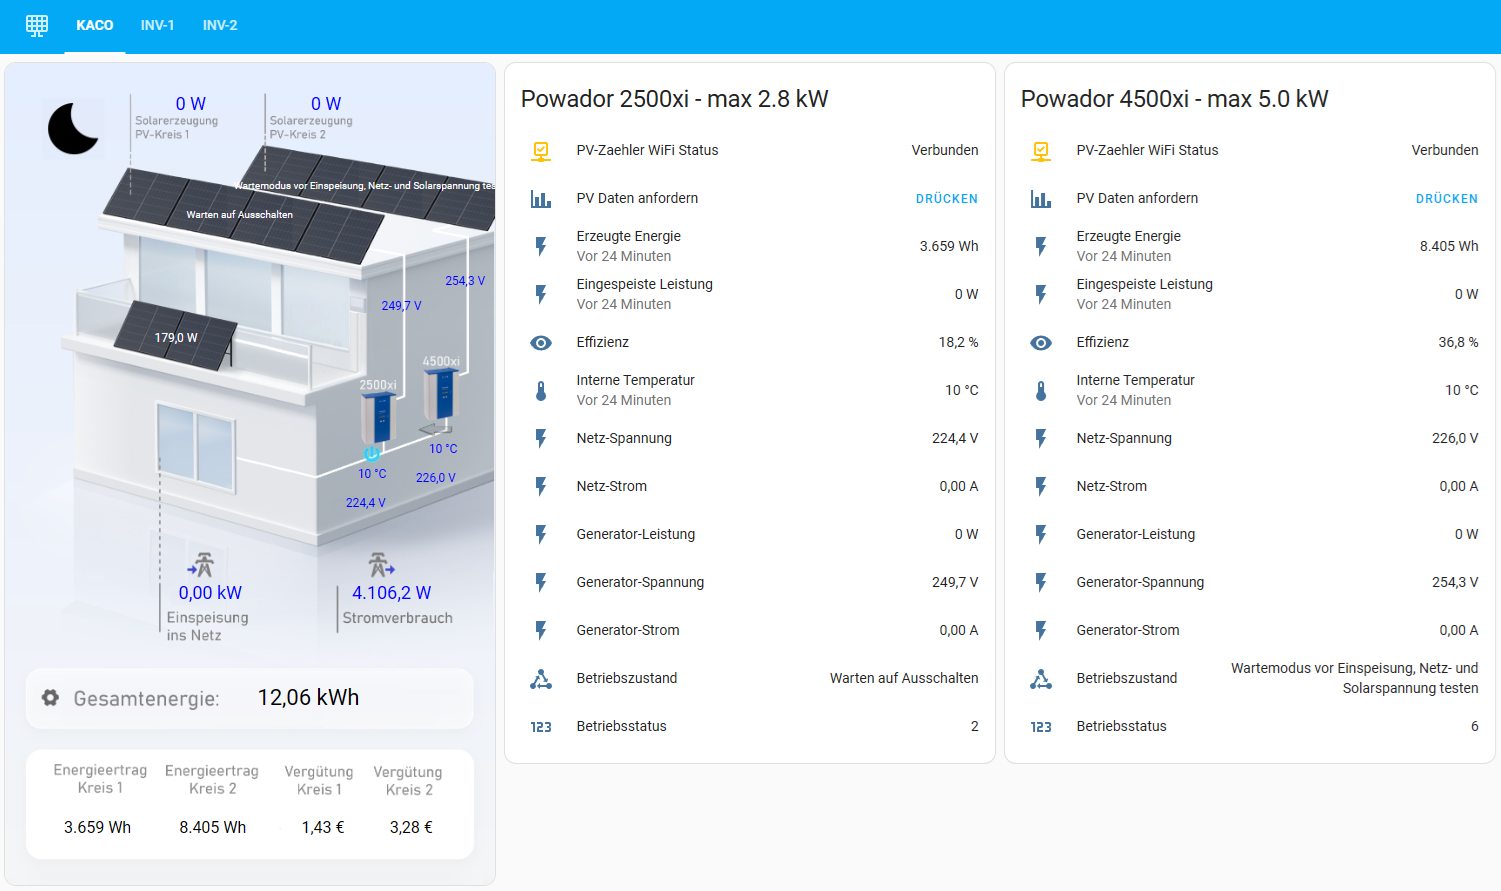 KACO
INV-1
INV-2
0 W
Solarerzeugung
PV-Kreis 1
0 W
Solarerzeugung
PV-Kreis 2
Wartemodus vor Einspeisung, Netz- und Solarspannung tes
Warten auf Ausschalten
254,3 V
249,7 V
179,0 W
4500xi
2500xi
10 °C
10 °C
226,0 V
224,4 V
0,00 kW
Einspeisung
ins Netz
4.106,2 W
Stromverbrauch
Gesamtenergie: 12,06 kWh
Energieertrag
Kreis 1
Energieertrag
Kreis 2
Vergütung
Kreis 1
Vergütung
Kreis 2
3.659 Wh
8.405 Wh
1,43 €
3,28 €
Powador 2500xi - max 2.8 kW
PV-Zaehler WiFi Status Verbunden
PV Daten anfordern DRÜCKEN
Erzeugte Energie 3.659 Wh
Vor 24 Minuten
Eingespeiste Leistung 0 W
Vor 24 Minuten
Effizienz 18,2 %
Interne Temperatur 10 °C
Vor 24 Minuten
Netz-Spannung 224,4 V
Netz-Strom 0,00 A
Generator-Leistung 0 W
Generator-Spannung 249,7 V
Generator-Strom 0,00 A
Betriebszustand Warten auf Ausschalten
123 Betriebsstatus 2
Powador 4500xi - max 5.0 kW
PV-Zaehler WiFi Status Verbunden
PV Daten anfordern DRÜCKEN
Erzeugte Energie 8.405 Wh
Vor 24 Minuten
Eingespeiste Leistung 0 W
Vor 24 Minuten
Effizienz 36,8 %
Interne Temperatur 10 °C
Vor 24 Minuten
Netz-Spannung 226,0 V
Netz-Strom 0,00 A
Generator-Leistung 0 W
Generator-Spannung 254,3 V
Generator-Strom 0,00 A
Betriebszustand Wartemodus vor Einspeisung, Netz- und
Solarspannung testen
123 Betriebsstatus 6